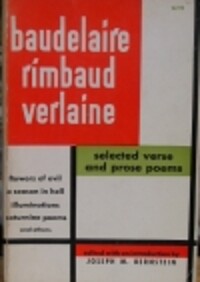 baudelaire
rimbaud
verlaine
selected verse
and prose poems
flowers of evil
a season in hell
illuminations
saturnine poems
and others
edited with an introduction by
JOSEPH M. BERNSTEIN